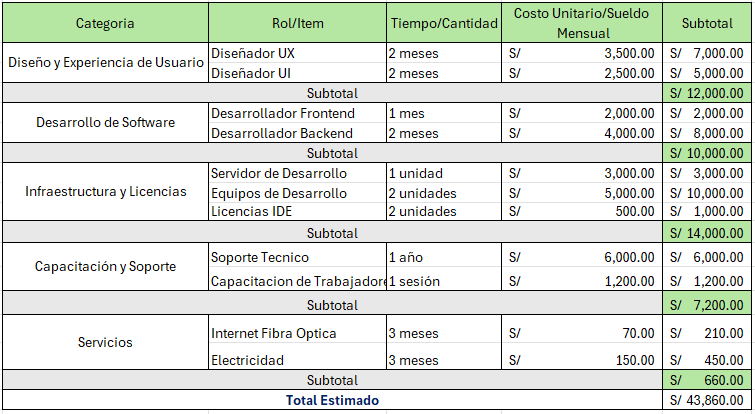 Categoria Rol/Item Tiempo/Cantidad Costo Unitario/Sueldo Mensual Subtotal
Diseño y Experiencia de Usuario Diseñador UX 2 meses S/ 3,500.00 S/ 7,000.00
Diseñador UI 2 meses S/ 2,500.00 S/ 5,000.00
Subtotal S/ 12,000.00
Desarrollo de Software Desarrollador Frontend 1 mes S/ 2,000.00 S/ 2,000.00
Desarrollador Backend 2 meses S/ 4,000.00 S/ 8,000.00
Subtotal S/ 10,000.00
Infraestructura y Licencias Servidor de Desarrollo 1 unidad S/ 3,000.00 S/ 3,000.00
Equipos de Desarrollo 2 unidades S/ 5,000.00 S/ 10,000.00
Licencias IDE 2 unidades S/ 500.00 S/ 1,000.00
Subtotal S/ 14,000.00
Capacitación y Soporte Soporte Tecnico 1 año S/ 6,000.00 S/ 6,000.00
Capacitacion de Trabajadore 1 sesión S/ 1,200.00 S/ 1,200.00
Subtotal S/ 7,200.00
Servicios Internet Fibra Optica 3 meses S/ 70.00 S/ 210.00
Electricidad 3 meses S/ 150.00 S/ 450.00
Subtotal S/ 660.00
Total Estimado S/ 43,860.00